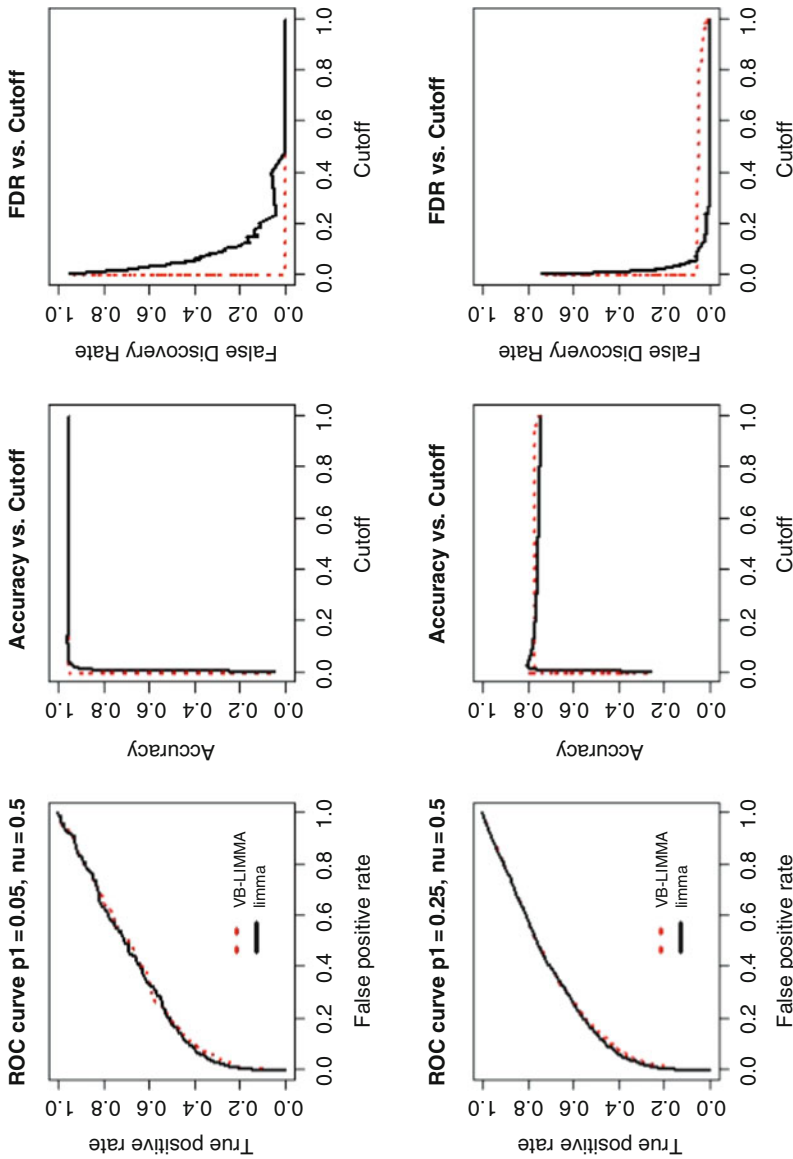 ROC curve p1 = 0.05, nu = 0.5
True positive rate
0.0 0.2 0.4 0.6 0.8 1.0
VB-LIMMA
limma
0.0 0.2 0.4 0.6 0.8 1.0
False positive rate
Accuracy vs. Cutoff
Accuracy
0.0 0.2 0.4 0.6 0.8 1.0
0.0 0.2 0.4 0.6 0.8 1.0
Cutoff
FDR vs. Cutoff
False Discovery Rate
0.0 0.2 0.4 0.6 0.8 1.0
0.0 0.2 0.4 0.6 0.8 1.0
Cutoff
ROC curve p1 = 0.25, nu = 0.5
True positive rate
0.0 0.2 0.4 0.6 0.8 1.0
VB-LIMMA
limma
0.0 0.2 0.4 0.6 0.8 1.0
False positive rate
Accuracy vs. Cutoff
Accuracy
0.0 0.2 0.4 0.6 0.8 1.0
0.0 0.2 0.4 0.6 0.8 1.0
Cutoff
FDR vs. Cutoff
False Discovery Rate
0.0 0.2 0.4 0.6 0.8 1.0
0.0 0.2 0.4 0.6 0.8 1.0
Cutoff